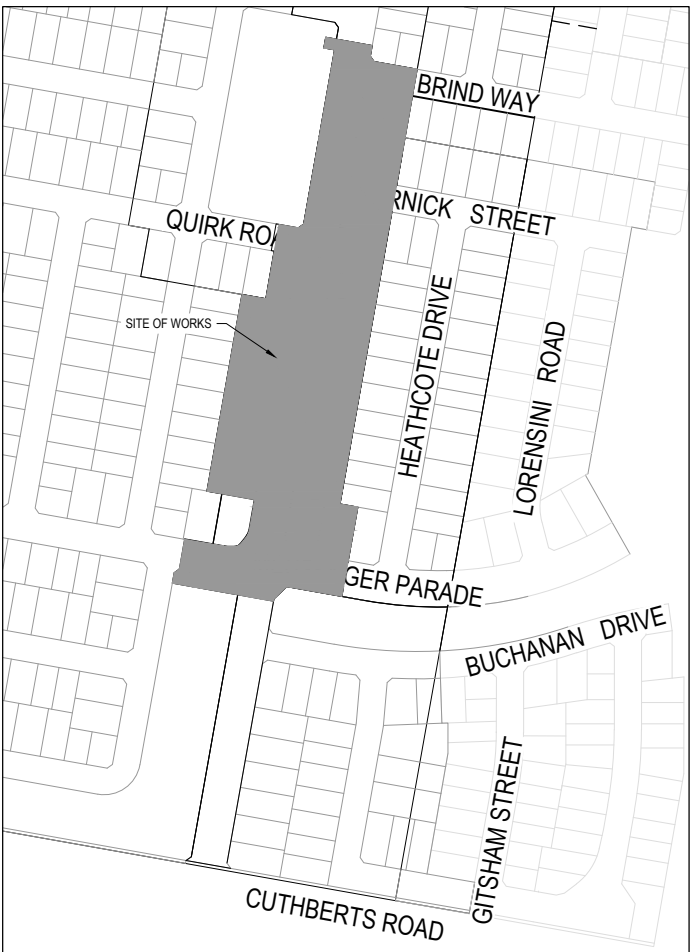 BRIND WAY
RNICK STREET
QUIRK ROA
SITE OF WORKS
HEATHCOTE DRIVE
LORENSINI ROAD
GER PARADE
BUCHANAN DRIVE
GITSHAM STREET
CUTHBERTS ROAD